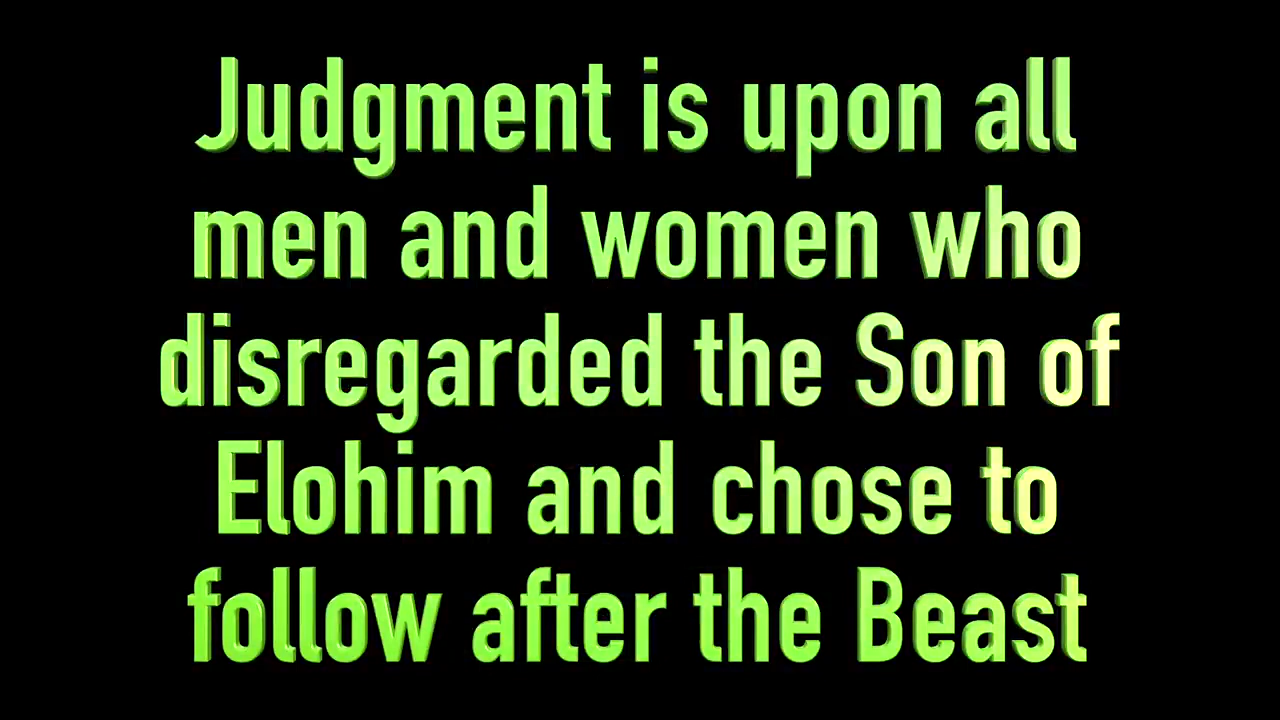 Judgment is upon all
men and women who
disregarded the Son of
Elohim and chose to
follow after the Beast